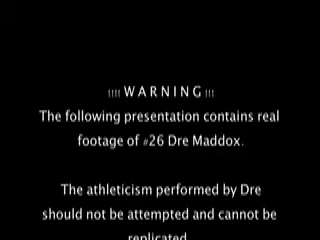 !!!! W A R N I N G !!!
The following presentation contains real
footage of #26 Dre Maddox.
The athleticism performed by Dre
should not be attempted and cannot be
replicated